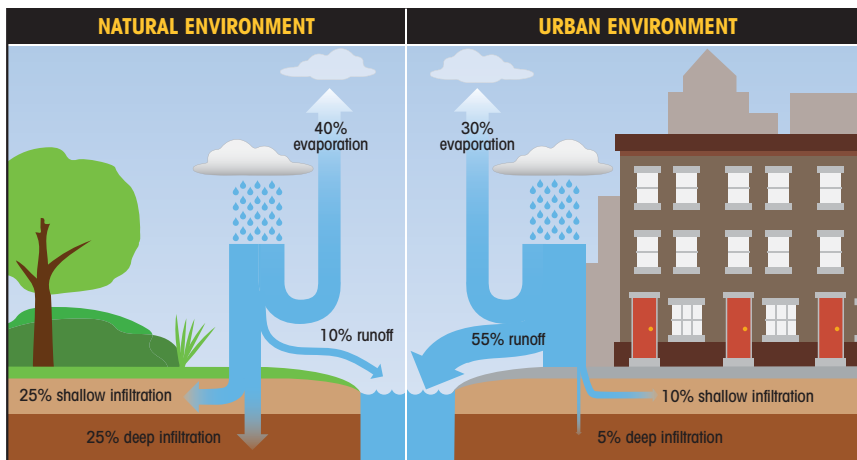 NATURAL ENVIRONMENT
40%
evaporation
10% runoff
25% shallow infiltration
25% deep infiltration
URBAN ENVIRONMENT
30%
evaporation
55% runoff
10% shallow infiltration
5% deep infiltration